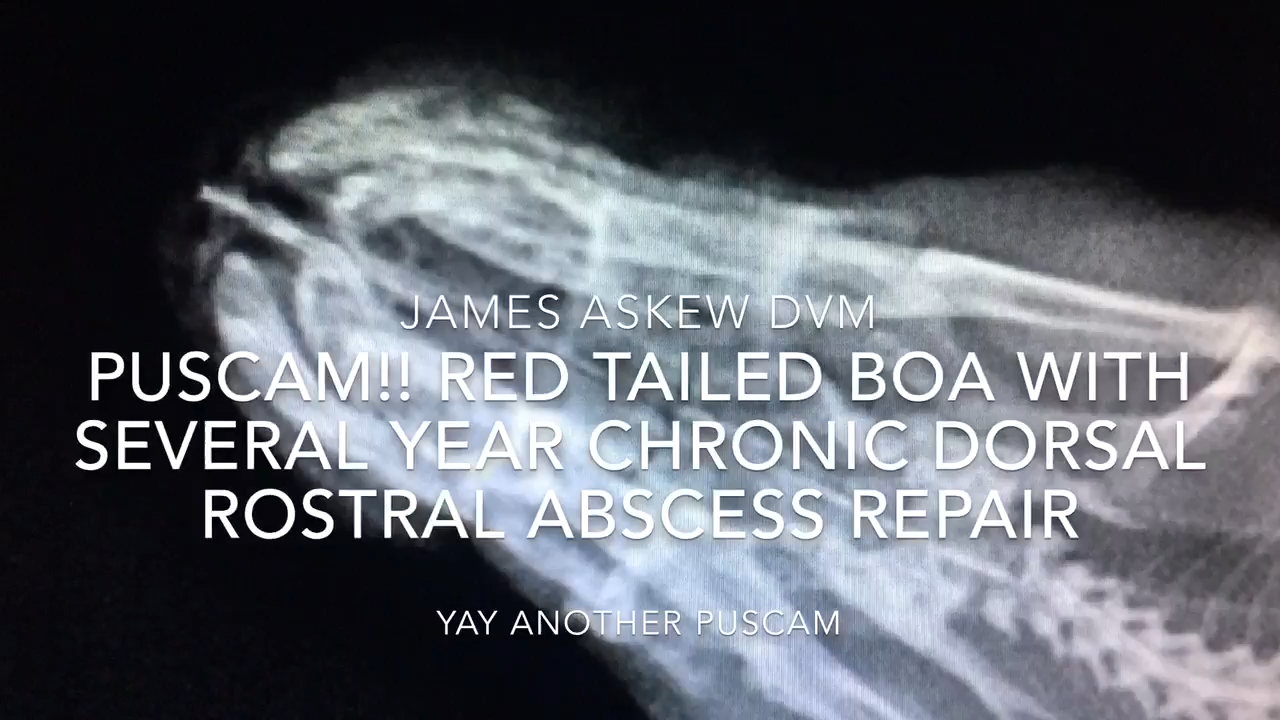 JAMES ASKEW DVM
PUSCAM!! RED TAILED BOA WITH
SEVERAL YEAR CHRONIC DORSAL
ROSTRAL ABSCESS REPAIR
YAY ANOTHER PUSCAM